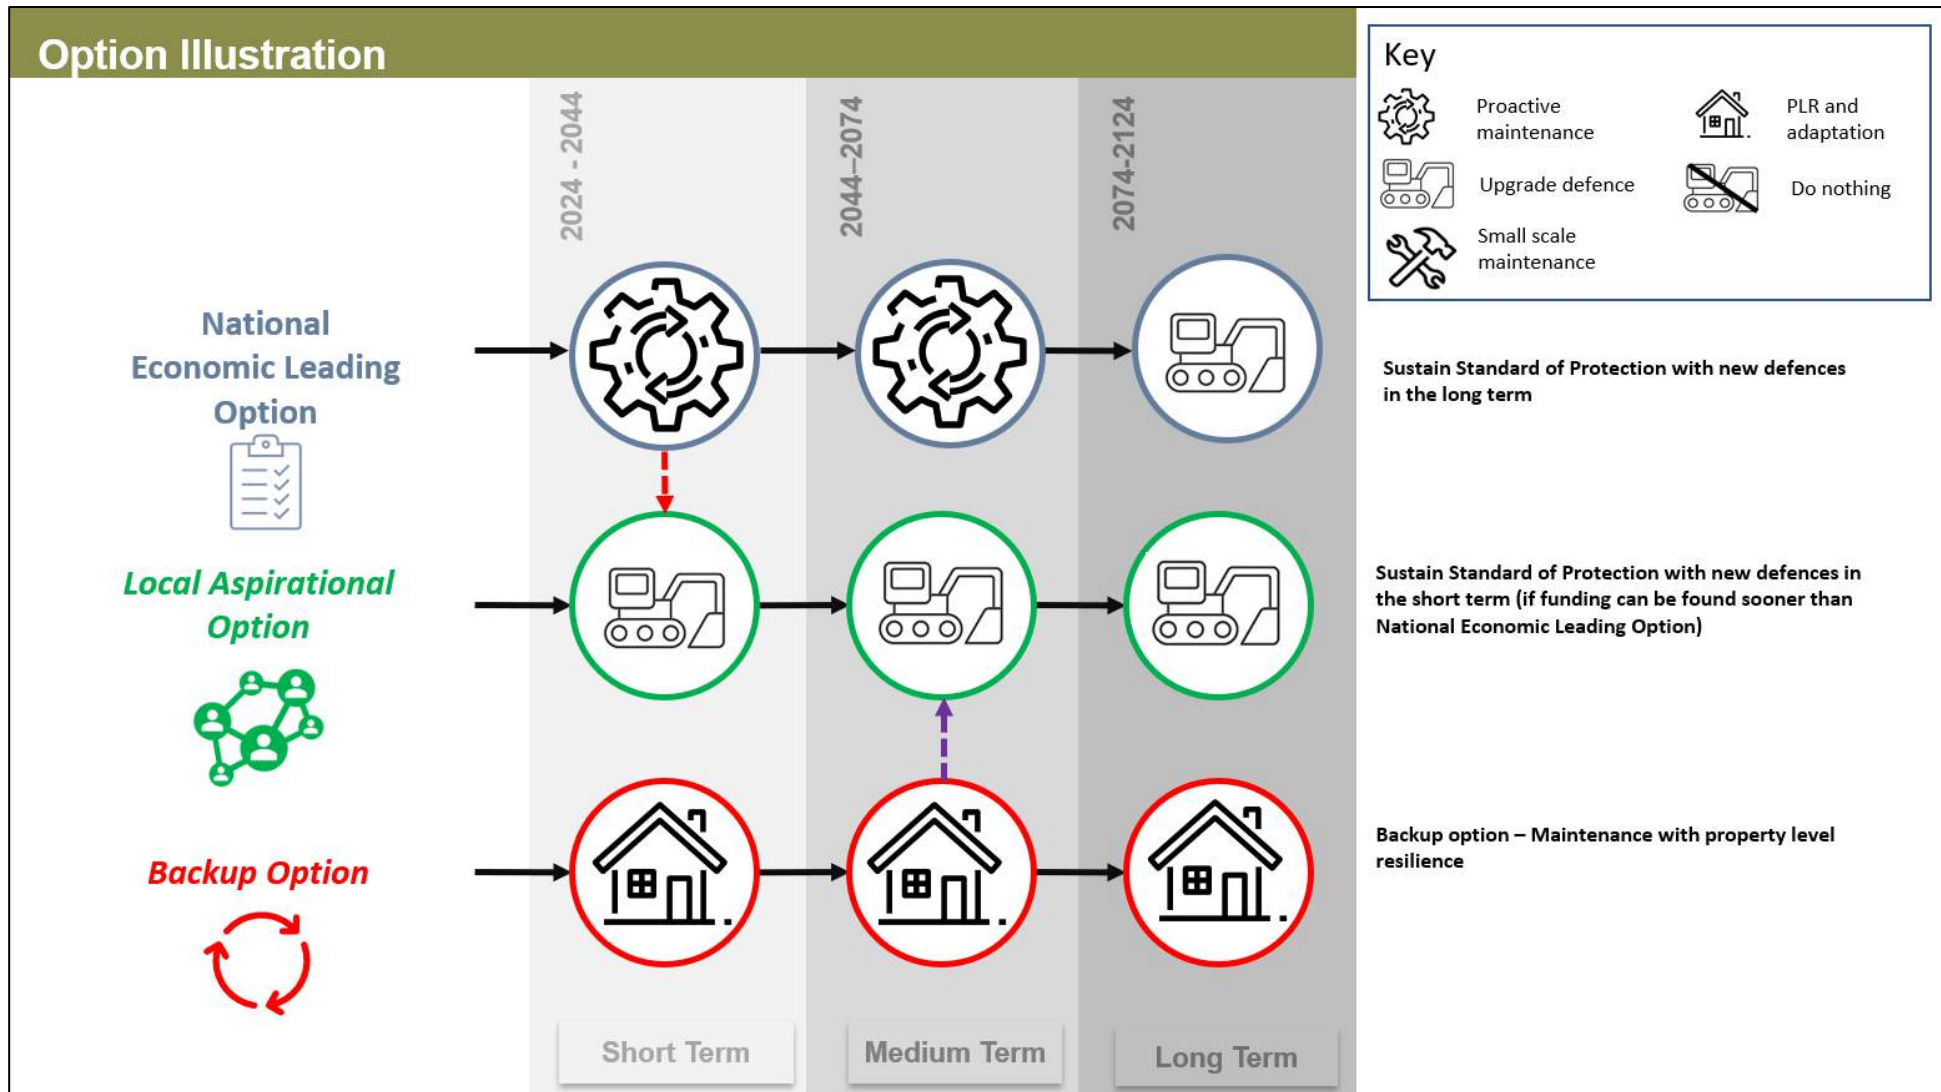 Option Illustration
2024 - 2044
2044–2074
2074-2124
Key
Proactive
maintenance
PLR and
adaptation
Upgrade defence
Do nothing
Small scale
maintenance
National
Economic Leading
Option
Sustain Standard of Protection with new defences
in the long term
Local Aspirational
Option
Sustain Standard of Protection with new defences in
the short term (if funding can be found sooner than
National Economic Leading Option)
Backup Option
Backup option – Maintenance with property level
resilience
Short Term
Medium Term
Long Term